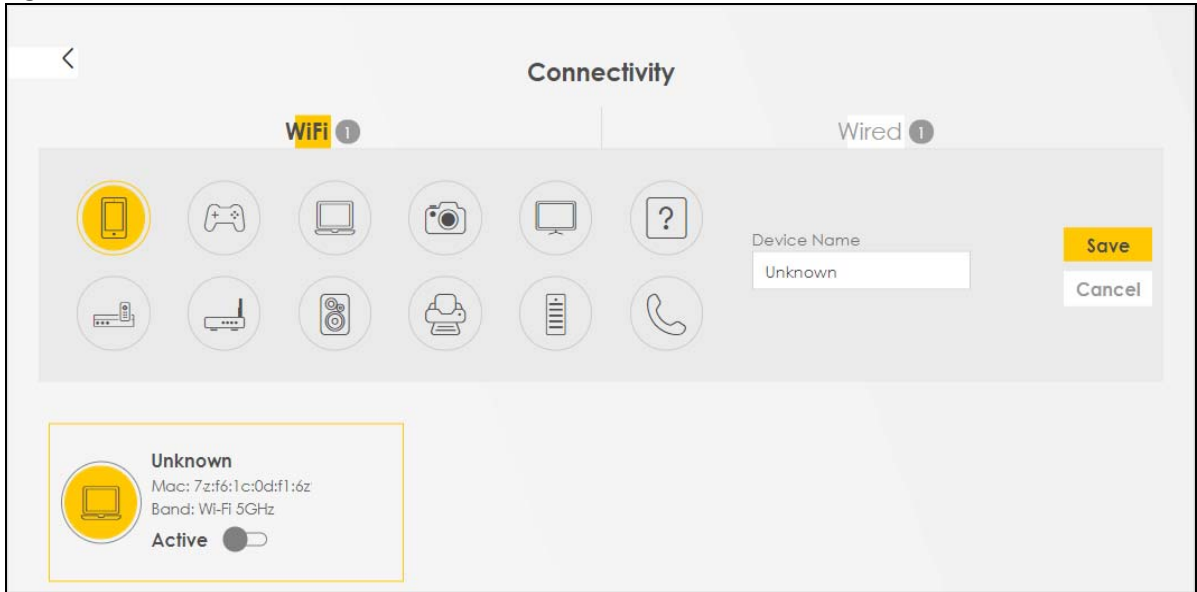 Connectivity
WiFi 1
Wired 1
?
Device Name
Unknown
Save
Cancel
Unknown
Mac: 7z:f6:1c:0d:f1:6z
Band: Wi-Fi 5GHz
Active